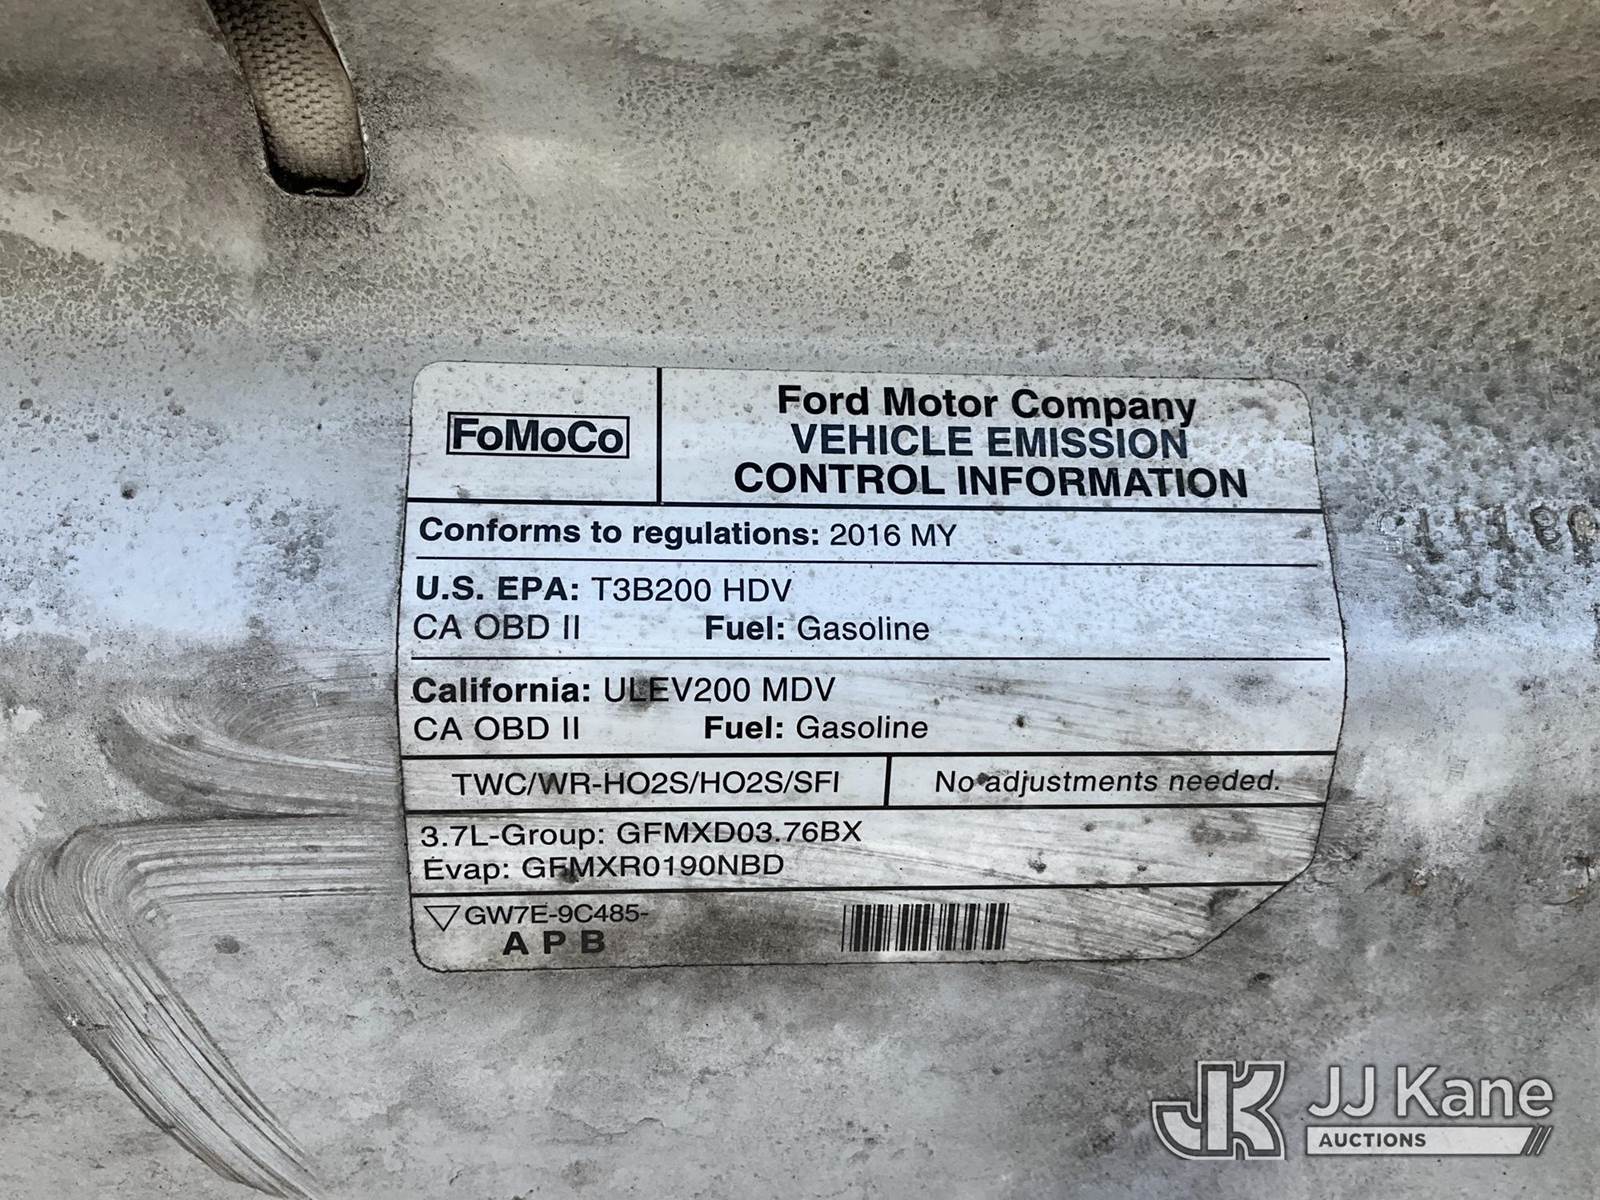 FoMoCo
Ford Motor Company
VEHICLE EMISSION
CONTROL INFORMATION
Conforms to regulations: 2016 MY
U.S. EPA: T3B200 HDV
CA OBD II Fuel: Gasoline
California: ULEV200 MDV
CA OBD II Fuel: Gasoline
TWC/WR-HO2S/HO2S/SFI No adjustments needed.
3.7L-Group: GFMXD03.76BX
Evap: GFMXR0190NBD
GW7E-9C485-
A P B
JJ Kane
AUCTIONS